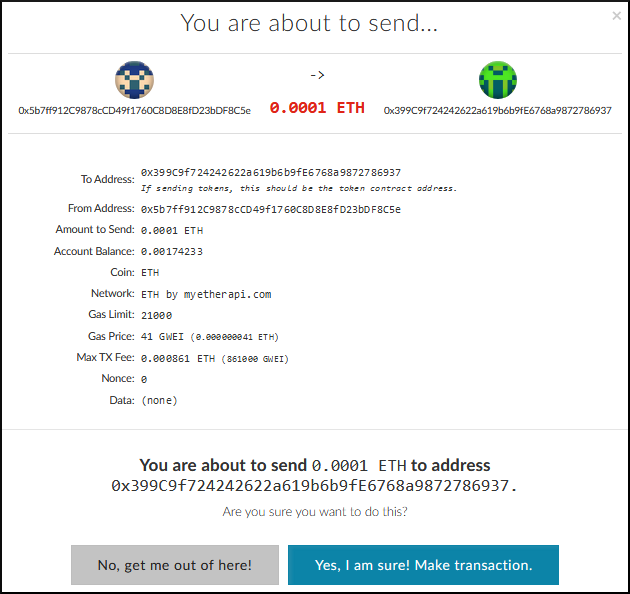 You are about to send...
×
->
0x5b7ff912C9878cCD49f1760C8D8E8fD23bDF8C5e 0.0001 ETH 0x399C9f724242622a619b6b9fE6768a9872786937
To Address: 0x399C9f724242622a619b6b9fE6768a9872786937
If sending tokens, this should be the token contract address.
From Address: 0x5b7ff912C9878cCD49f1760C8D8E8fD23bDF8C5e
Amount to Send: 0.0001 ETH
Account Balance: 0.00174233
Coin: ETH
Network: ETH by myetherapi.com
Gas Limit: 21000
Gas Price: 41 GWEI (0.000000041 ETH)
Max TX Fee: 0.000861 ETH (861000 GWEI)
Nonce: 0
Data: (none)
You are about to send 0.0001 ETH to address
0x399C9f724242622a619b6b9fE6768a9872786937.
Are you sure you want to do this?
No, get me out of here! Yes, I am sure! Make transaction.